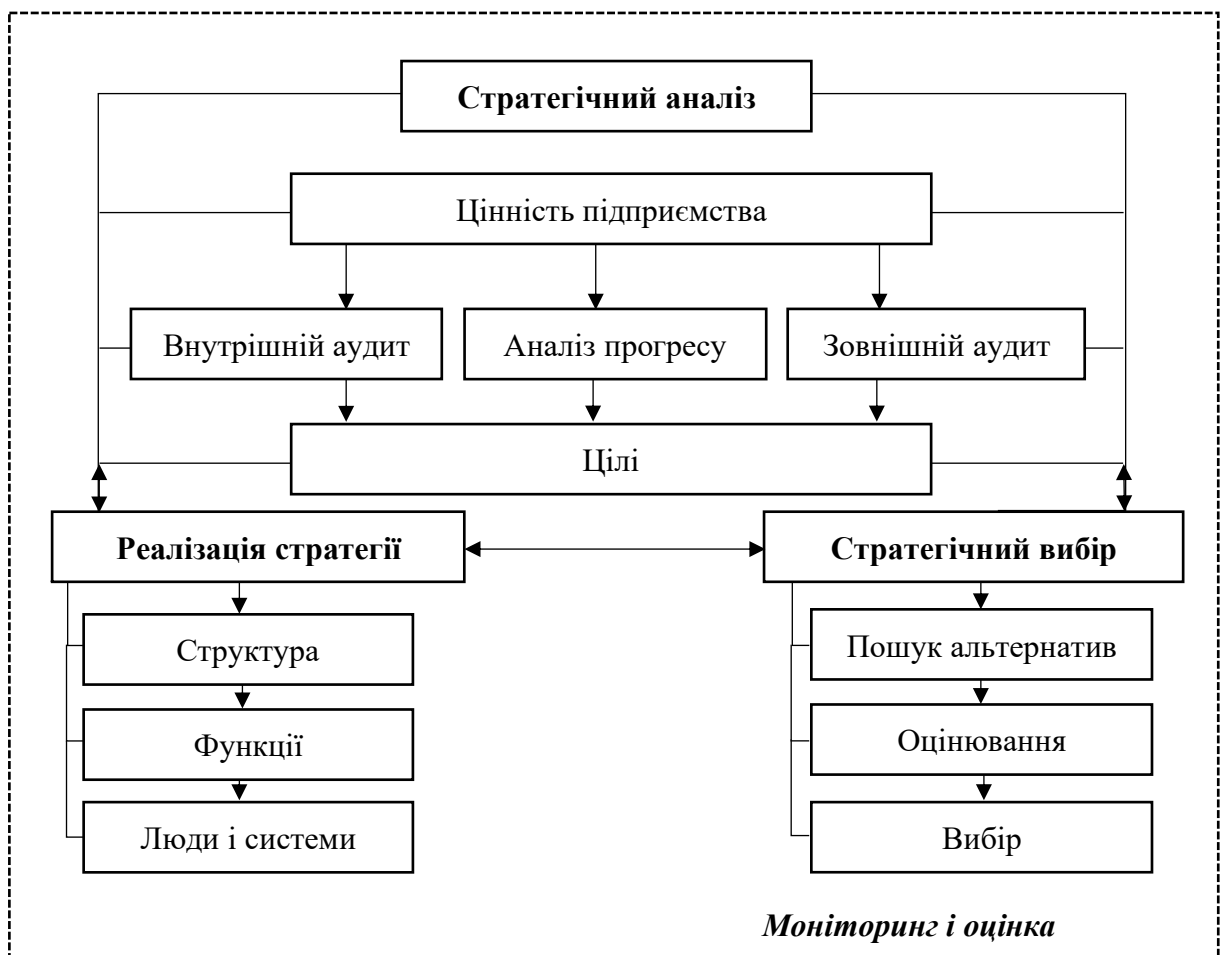 Стратегічний аналіз
Цінність підприємства
Внутрішній аудит
Аналіз прогресу
Зовнішній аудит
Цілі
Реалізація стратегії
Стратегічний вибір
Структура
Пошук альтернатив
Функції
Оцінювання
Люди і системи
Вибір
Моніторинг і оцінка